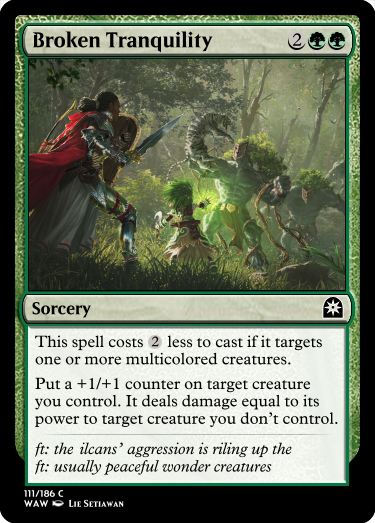 Broken Tranquility 2
Sorcery
This spell costs 2 less to cast if it targets
one or more multicolored creatures.
Put a +1/+1 counter on target creature
you control. It deals damage equal to its
power to target creature you don't control.
ft: the ilcans' aggression is riling up the
ft: usually peaceful wonder creatures
111/186 C
WAW Lie Setiawan